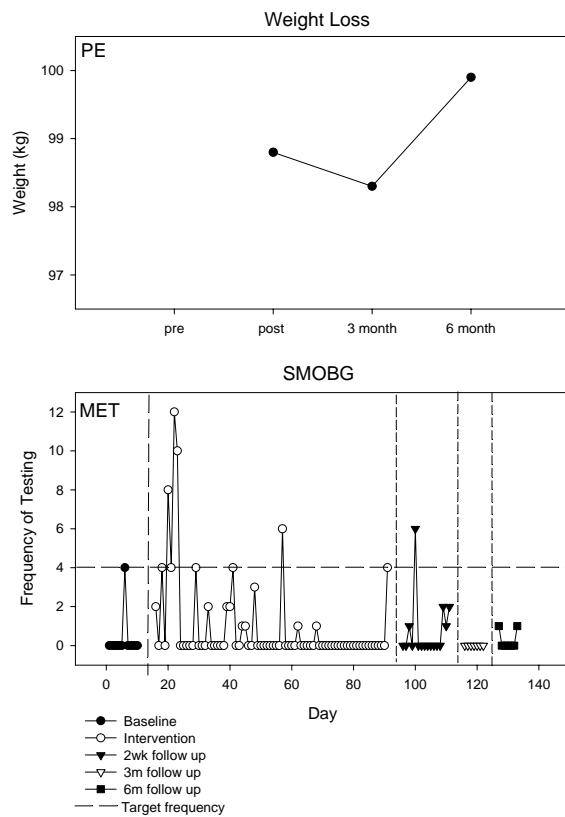 Weight Loss
PE
100
99
98
97
Weight (kg)
pre post 3 month 6 month
SMOBG
MET
12
10
8
6
4
2
0
Frequency of Testing
0 20 40 60 80 100 120 140
Day
Baseline
Intervention
2wk follow up
3m follow up
6m follow up
Target frequency